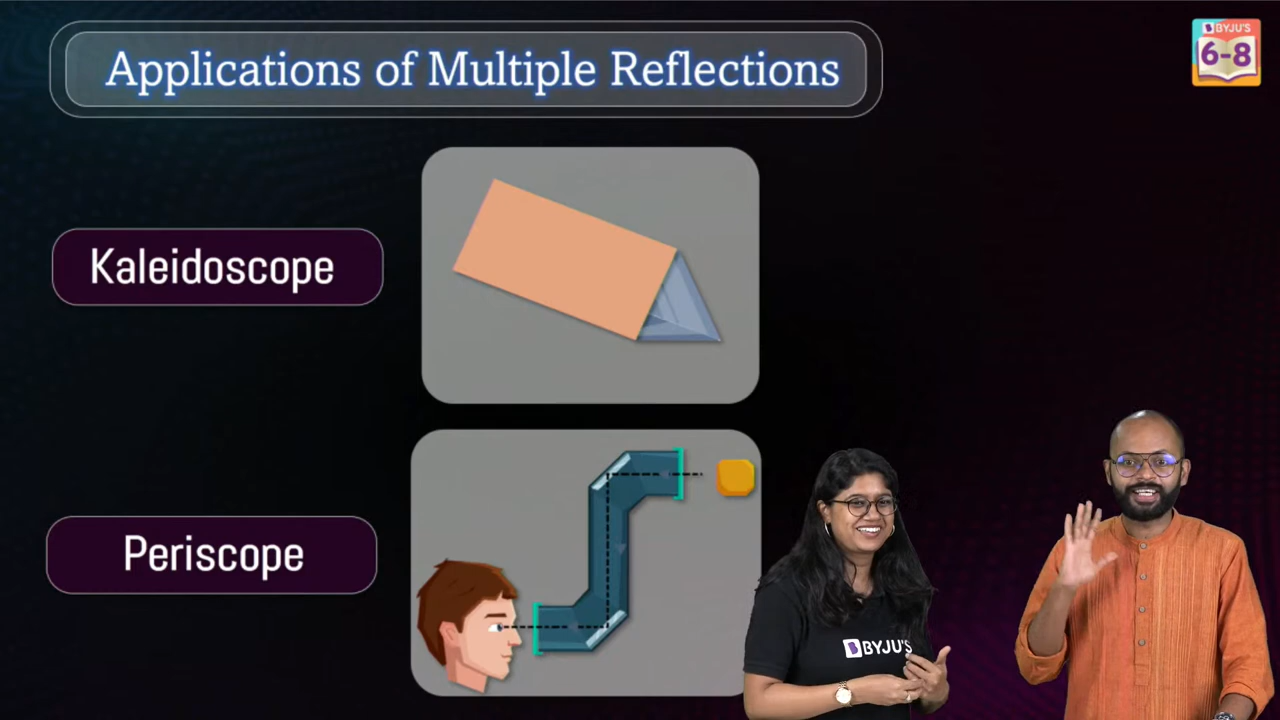 Applications of Multiple Reflections
BYJU'S
6-8
Kaleidoscope
Periscope
BYJU'S